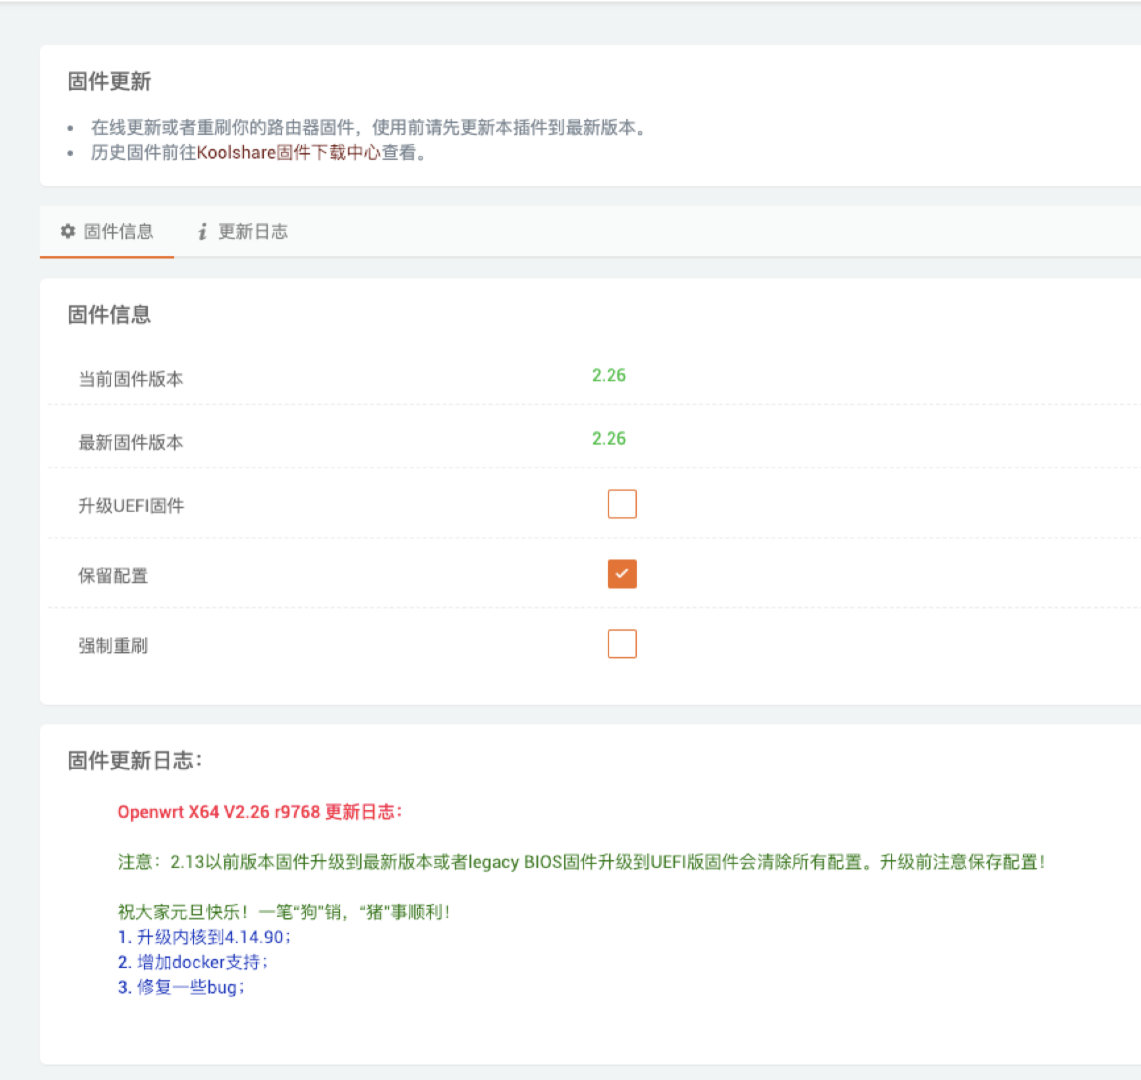 固件更新
在线更新或者重刷你的路由器固件，使用前请先更新本插件到最新版本。
历史固件前往Koolshare固件下载中心查看。
固件信息
更新日志
固件信息
当前固件版本 2.26
最新固件版本 2.26
升级UEFI固件
保留配置
强制重刷
固件更新日志：
Openwrt X64 V2.26 r9768 更新日志：
注意：2.13以前版本固件升级到最新版本或者legacy BIOS固件升级到UEFI版固件会清除所有配置。升级前注意保存配置！
祝大家元旦快乐！一笔“狗”销，“猪”事顺利！
1. 升级内核到4.14.90；
2. 增加docker支持；
3. 修复一些bug；